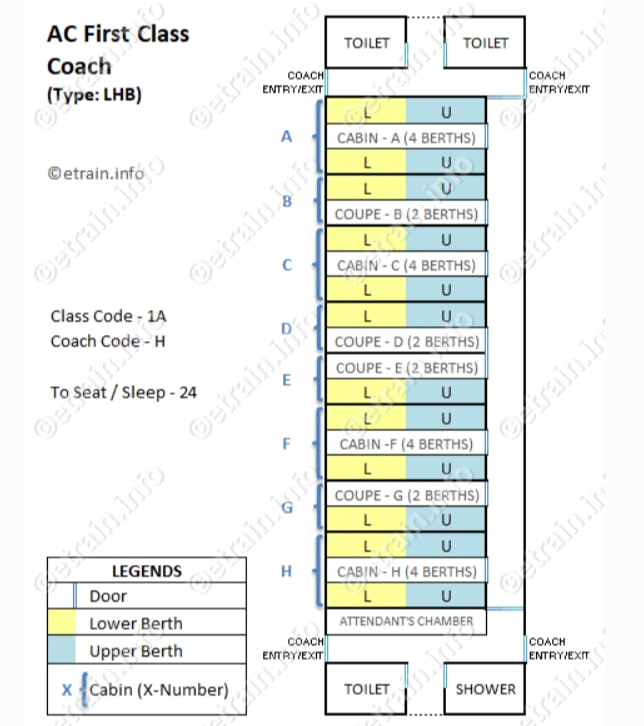 AC First Class
Coach
(Type: LHB)
©etrain.info
Class Code - 1A
Coach Code - H
To Seat / Sleep - 24
TOILET TOILET
COACH
ENTRY/EXIT
COACH
ENTRY/EXIT
L U
A CABIN - A (4 BERTHS)
L U
L U
B COUPE - B (2 BERTHS)
L U
C CABIN - C (4 BERTHS)
L U
L U
D COUPE - D (2 BERTHS)
E COUPE - E (2 BERTHS)
L U
L U
F CABIN -F (4 BERTHS)
L U
G COUPE - G (2 BERTHS)
L U
L U
H CABIN - H (4 BERTHS)
L U
ATTENDANT'S CHAMBER
COACH
ENTRY/EXIT
COACH
ENTRY/EXIT
TOILET SHOWER
LEGENDS
Door
Lower Berth
Upper Berth
X { Cabin (X-Number)
©etrain.info